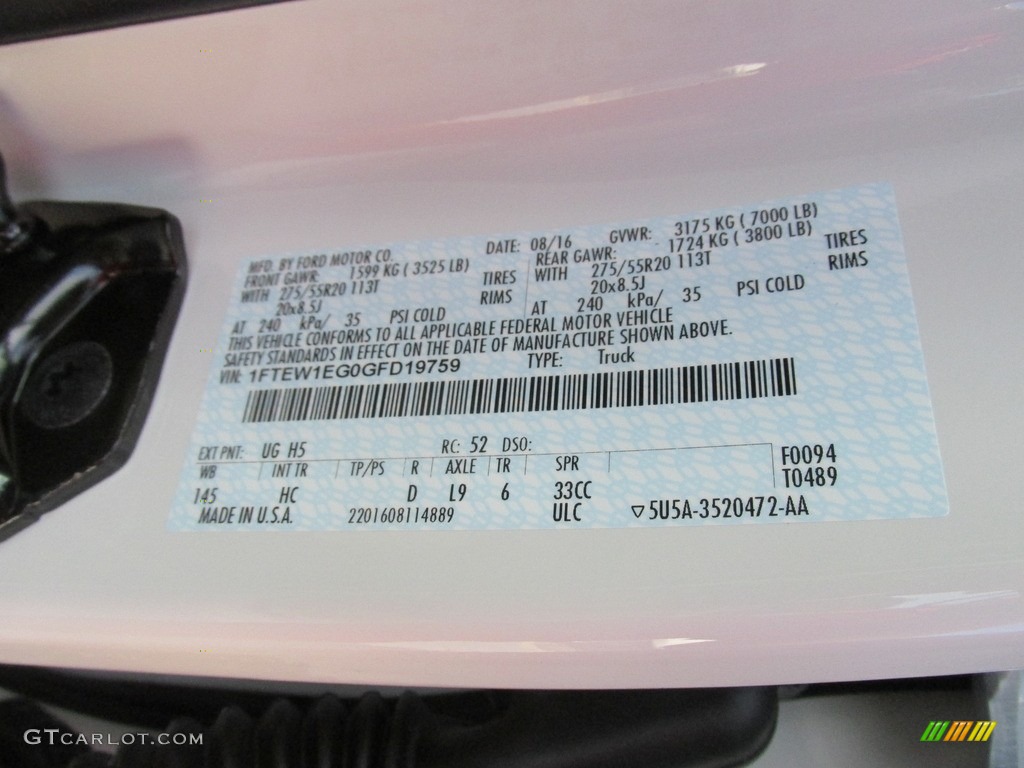 MFD. BY FORD MOTOR CO. DATE: 08/16 GVWR: 3175 KG ( 7000 LB)
FRONT GAWR: 1599 KG ( 3525 LB) REAR GAWR: 1724 KG ( 3800 LB)
WITH 275/55R20 113T TIRES WITH 275/55R20 113T TIRES
20x8.5J RIMS 20x8.5J RIMS
AT 240 kPa/ 35 PSI COLD AT 240 kPa/ 35 PSI COLD
THIS VEHICLE CONFORMS TO ALL APPLICABLE FEDERAL MOTOR VEHICLE
SAFETY STANDARDS IN EFFECT ON THE DATE OF MANUFACTURE SHOWN ABOVE.
VIN: 1FTEW1EG0GFD19759 TYPE: Truck
EXT PNT: UG H5 RC: 52 DSO:
WB INT TR TP/PS R AXLE TR SPR F0094
145 HC D L9 6 33CC T0489
MADE IN U.S.A. 2201608114889 ULC ▽5U5A-3520472-AA
GTCARLOT.COM